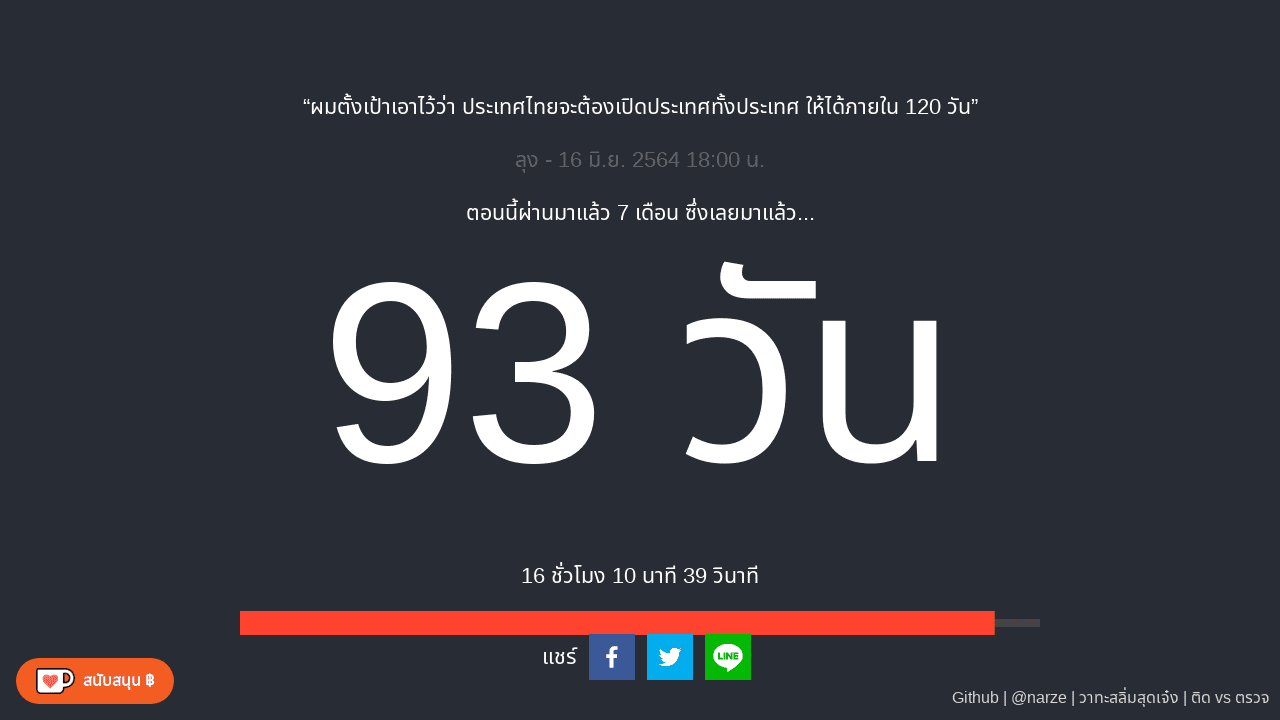 “ผมตั้งเป้าเอาไว้ว่า ประเทศไทยจะต้องเปิดประเทศทั้งประเทศ ให้ได้ภายใน 120 วัน”
ลุง - 16 มิ.ย. 2564 18:00 น.
ตอนนี้ผ่านมาแล้ว 7 เดือน ซึ่งเลยมาแล้ว...
93 วัน
16 ชั่วโมง 10 นาที 39 วินาที
แชร์
LINE
สนับสนุน ฿
Github | @narze | วาทะสลิ่มสุดเจ๋ง | ติด vs ตรวจ